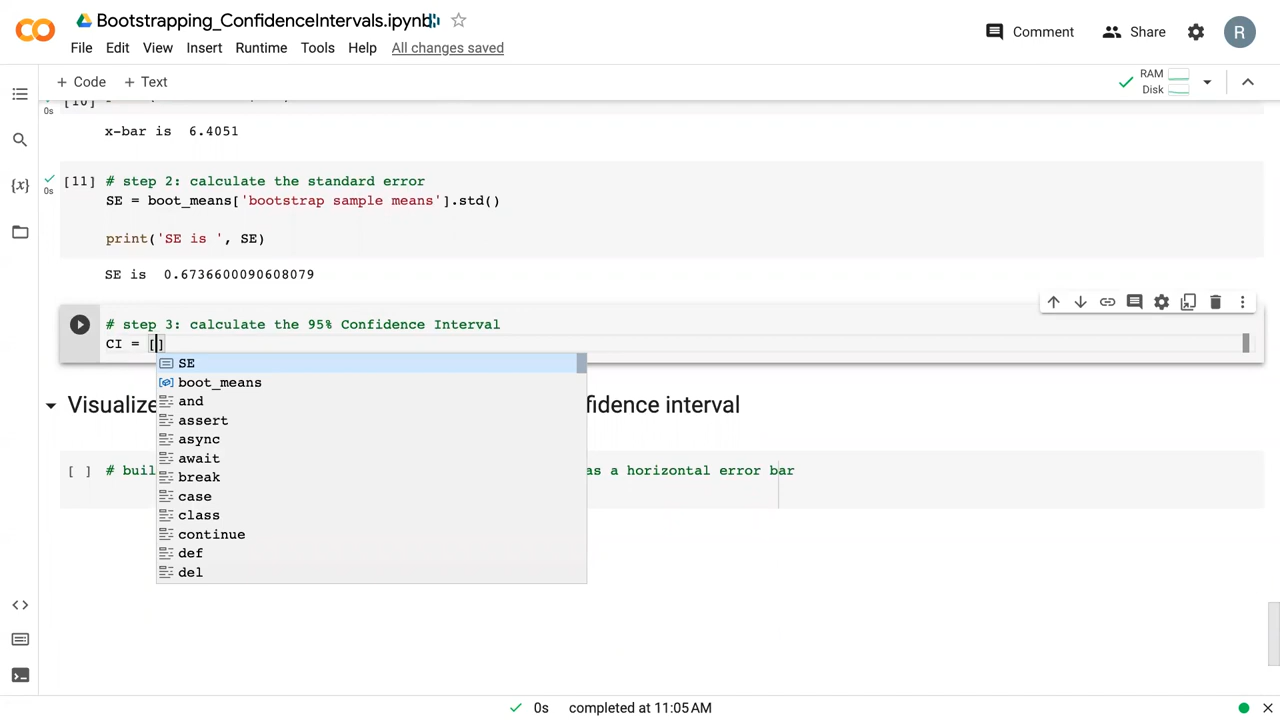 Bootstrapping_ConfidenceIntervals.ipynb
File Edit View Insert Runtime Tools Help All changes saved
Comment Share R
+ Code + Text
RAM
Disk
[10]
0s
x-bar is 6.4051
[11] # step 2: calculate the standard error
0s
SE = boot_means['bootstrap sample means'].std()
print('SE is ', SE)
SE is 0.6736600090608079
# step 3: calculate the 95% Confidence Interval
CI = []
SE
boot_means
and
assert
async
await
break
case
class
continue
def
del
Visualize fidence interval
[ ] # buil as a horizontal error bar
0s completed at 11:05 AM